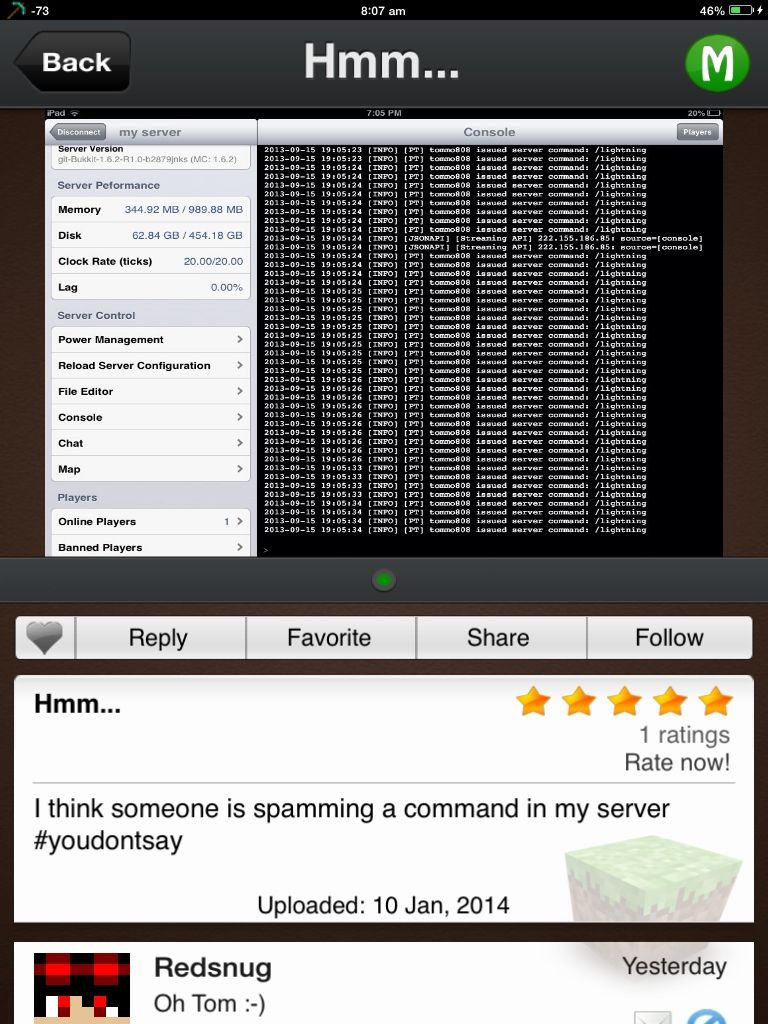 -73
8:07 am
46%
Back
Hmm...
M
iPad
7:05 PM
20%
Disconnect
my server
Console
Players
Server Version
git-Bukkit-1.6.2-R1.0-b2879jnks (MC: 1.6.2)
Server Peformance
Memory 344.92 MB / 989.88 MB
Disk 62.84 GB / 454.18 GB
Clock Rate (ticks) 20.00/20.00
Lag 0.00%
Server Control
Power Management
Reload Server Configuration
File Editor
Console
Chat
Map
Players
Online Players 1
Banned Players
2013-09-15 19:05:23 [INFO] [PT] tommo808 issued server command: /lightning
2013-09-15 19:05:23 [INFO] [PT] tommo808 issued server command: /lightning
2013-09-15 19:05:24 [INFO] [PT] tommo808 issued server command: /lightning
2013-09-15 19:05:24 [INFO] [PT] tommo808 issued server command: /lightning
2013-09-15 19:05:24 [INFO] [PT] tommo808 issued server command: /lightning
2013-09-15 19:05:24 [INFO] [PT] tommo808 issued server command: /lightning
2013-09-15 19:05:24 [INFO] [PT] tommo808 issued server command: /lightning
2013-09-15 19:05:24 [INFO] [PT] tommo808 issued server command: /lightning
2013-09-15 19:05:24 [INFO] [PT] tommo808 issued server command: /lightning
2013-09-15 19:05:24 [INFO] [PT] tommo808 issued server command: /lightning
2013-09-15 19:05:24 [INFO] [JSONAPI] [Streaming API] 222.155.186.85: source=[console]
2013-09-15 19:05:24 [INFO] [JSONAPI] [Streaming API] 222.155.186.85: source=[console]
2013-09-15 19:05:24 [INFO] [PT] tommo808 issued server command: /lightning
2013-09-15 19:05:24 [INFO] [PT] tommo808 issued server command: /lightning
2013-09-15 19:05:24 [INFO] [PT] tommo808 issued server command: /lightning
2013-09-15 19:05:24 [INFO] [PT] tommo808 issued server command: /lightning
2013-09-15 19:05:25 [INFO] [PT] tommo808 issued server command: /lightning
2013-09-15 19:05:25 [INFO] [PT] tommo808 issued server command: /lightning
2013-09-15 19:05:25 [INFO] [PT] tommo808 issued server command: /lightning
2013-09-15 19:05:25 [INFO] [PT] tommo808 issued server command: /lightning
2013-09-15 19:05:25 [INFO] [PT] tommo808 issued server command: /lightning
2013-09-15 19:05:25 [INFO] [PT] tommo808 issued server command: /lightning
2013-09-15 19:05:25 [INFO] [PT] tommo808 issued server command: /lightning
2013-09-15 19:05:25 [INFO] [PT] tommo808 issued server command: /lightning
2013-09-15 19:05:25 [INFO] [PT] tommo808 issued server command: /lightning
2013-09-15 19:05:25 [INFO] [PT] tommo808 issued server command: /lightning
2013-09-15 19:05:26 [INFO] [PT] tommo808 issued server command: /lightning
2013-09-15 19:05:26 [INFO] [PT] tommo808 issued server command: /lightning
2013-09-15 19:05:26 [INFO] [PT] tommo808 issued server command: /lightning
2013-09-15 19:05:26 [INFO] [PT] tommo808 issued server command: /lightning
2013-09-15 19:05:26 [INFO] [PT] tommo808 issued server command: /lightning
2013-09-15 19:05:26 [INFO] [PT] tommo808 issued server command: /lightning
2013-09-15 19:05:26 [INFO] [PT] tommo808 issued server command: /lightning
2013-09-15 19:05:26 [INFO] [PT] tommo808 issued server command: /lightning
2013-09-15 19:05:26 [INFO] [PT] tommo808 issued server command: /lightning
2013-09-15 19:05:26 [INFO] [PT] tommo808 issued server command: /lightning
2013-09-15 19:05:33 [INFO] [PT] tommo808 issued server command: /lightning
2013-09-15 19:05:33 [INFO] [PT] tommo808 issued server command: /lightning
2013-09-15 19:05:33 [INFO] [PT] tommo808 issued server command: /lightning
2013-09-15 19:05:33 [INFO] [PT] tommo808 issued server command: /lightning
2013-09-15 19:05:34 [INFO] [PT] tommo808 issued server command: /lightning
2013-09-15 19:05:34 [INFO] [PT] tommo808 issued server command: /lightning
2013-09-15 19:05:34 [INFO] [PT] tommo808 issued server command: /lightning
2013-09-15 19:05:34 [INFO] [PT] tommo808 issued server command: /lightning
>
Reply
Favorite
Share
Follow
Hmm...
1 ratings
Rate now!
I think someone is spamming a command in my server
#youdontsay
Uploaded: 10 Jan, 2014
Redsnug
Yesterday
Oh Tom :-)